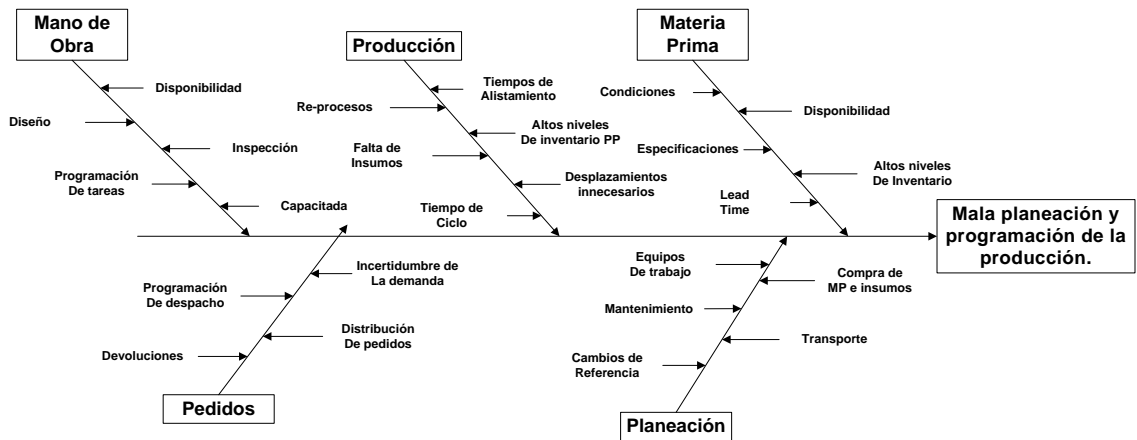 Mano de
Obra
Disponibilidad
Diseño
Inspección
Programación
De tareas
Capacitada
Producción
Tiempos de
Alistamiento
Re-procesos
Altos niveles
De inventario PP
Falta de
Insumos
Desplazamientos
innecesarios
Tiempo de
Ciclo
Materia
Prima
Condiciones
Disponibilidad
Especificaciones
Altos niveles
De Inventario
Lead
Time
Mala planeación y
programación de la
producción.
Incertidumbre de
La demanda
Programación
De despacho
Distribución
De pedidos
Devoluciones
Pedidos
Equipos
De trabajo
Compra de
MP e insumos
Mantenimiento
Transporte
Cambios de
Referencia
Planeación